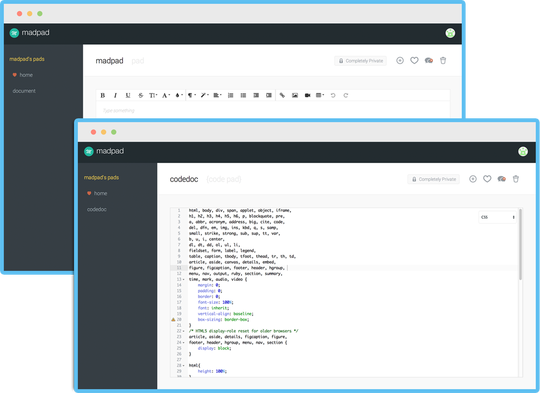 madpad
madpad's pads
home
document
madpad pad
Completely Private
B I U S T A
Type something
madpad
madpad's pads
home
codedoc
codedoc (code pad)
Completely Private
CSS
1 html, body, div, span, applet, object, iframe,
2 h1, h2, h3, h4, h5, h6, p, blockquote, pre,
3 a, abbr, acronym, address, big, cite, code,
4 del, dfn, em, img, ins, kbd, q, s, samp,
5 small, strike, strong, sub, sup, tt, var,
6 b, u, i, center,
7 dl, dt, dd, ol, ul, li,
8 fieldset, form, label, legend,
9 table, caption, tbody, tfoot, thead, tr, th, td,
10 article, aside, canvas, details, embed,
11 figure, figcaption, footer, header, hgroup,
12 menu, nav, output, ruby, section, summary,
13 time, mark, audio, video {
14 margin: 0;
15 padding: 0;
16 border: 0;
17 font-size: 100%;
18 font: inherit;
19 vertical-align: baseline;
20 box-sizing: border-box;
21 }
22 /* HTML5 display-role reset for older browsers */
23 article, aside, details, figcaption, figure,
24 footer, header, hgroup, menu, nav, section {
25 display: block;
26 }
27
28 html{
29 height: 100%;
30 }